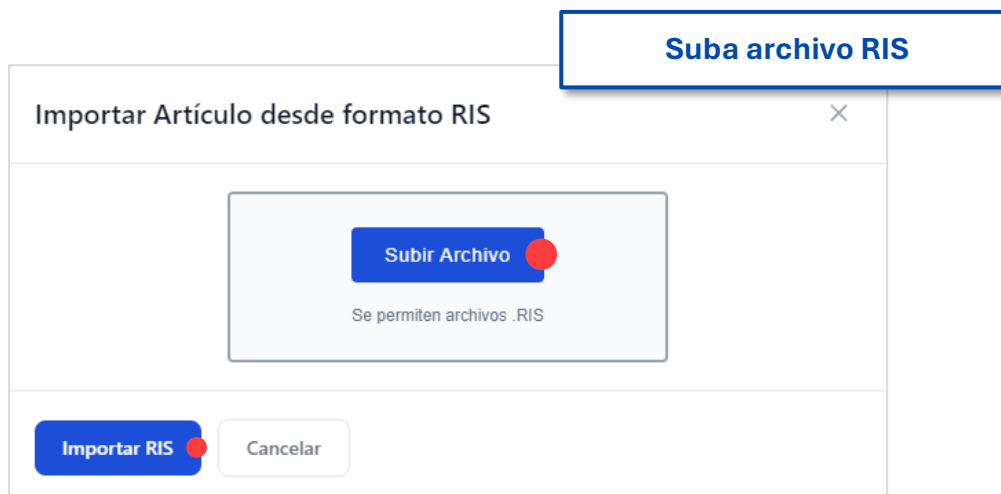 Suba archivo RIS
Importar Artículo desde formato RIS
Subir Archivo
Se permiten archivos .RIS
Importar RIS
Cancelar